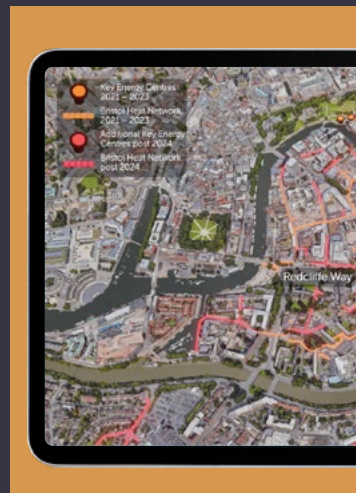 Key Energy Centres
2021 – 2023
Bristol Heat Network
2021 – 2023
Additional Key Energy
Centres post 2024
Bristol Heat Network
post 2024
Redcliffe Way